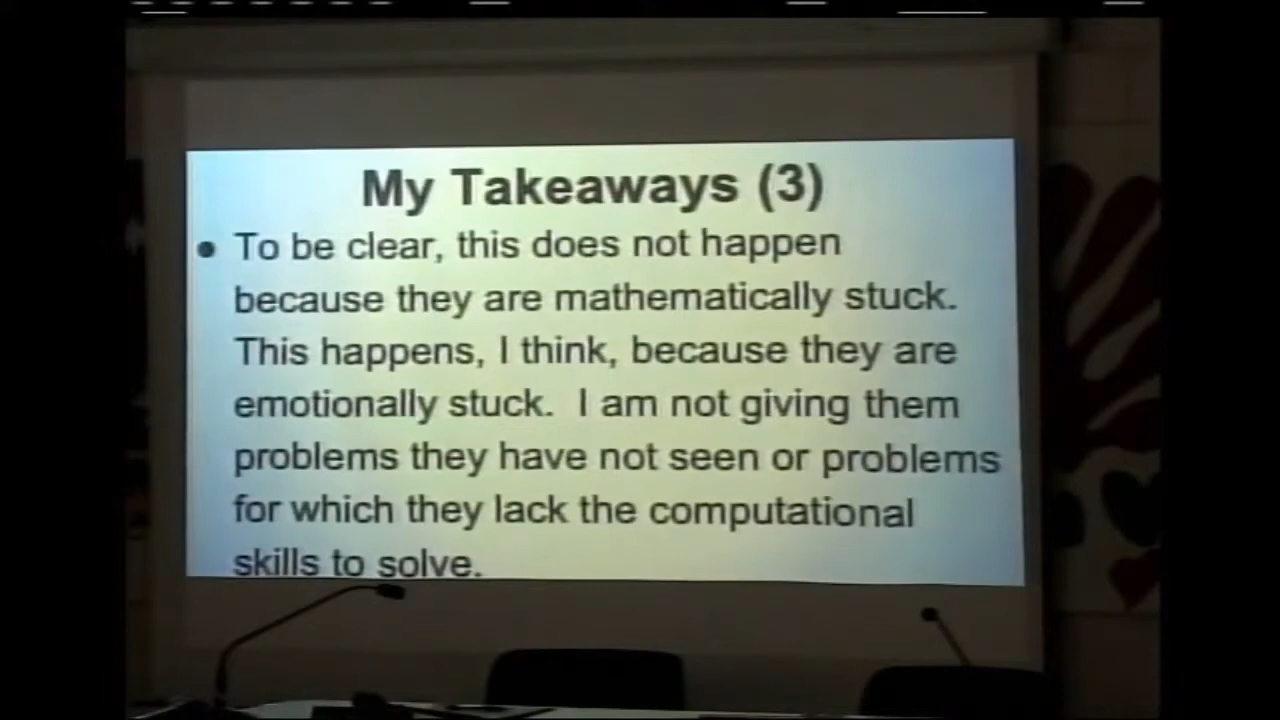 My Takeaways (3)
• To be clear, this does not happen
because they are mathematically stuck.
This happens, I think, because they are
emotionally stuck.  I am not giving them
problems they have not seen or problems
for which they lack the computational
skills to solve.